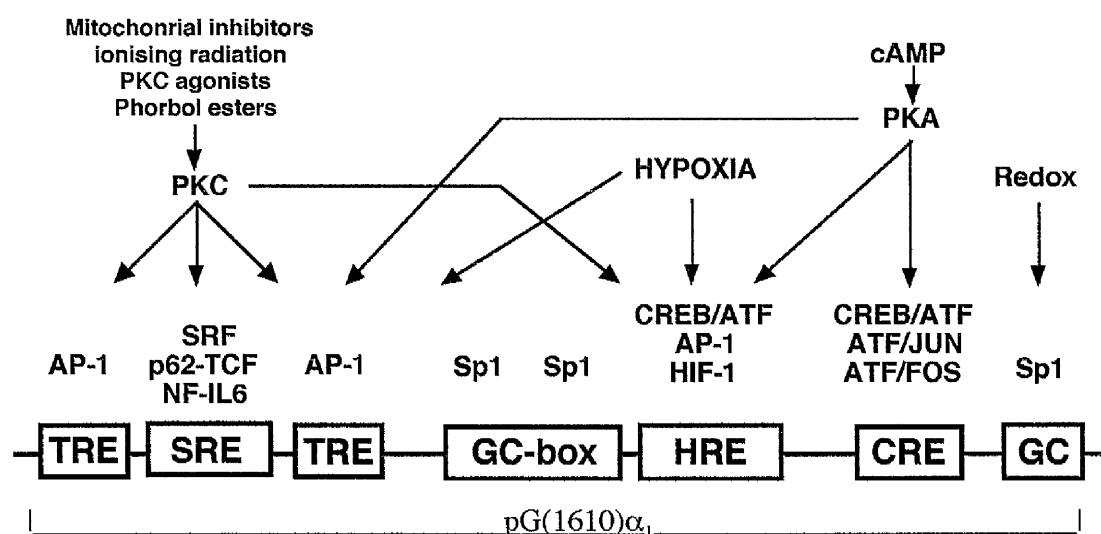 Mitochonrial inhibitors
ionising radiation
PKC agonists
Phorbol esters
cAMP
PKA
PKC
HYPOXIA
Redox
AP-1
SRF
p62-TCF
NF-IL6
AP-1
Sp1
Sp1
CREB/ATF
AP-1
HIF-1
CREB/ATF
ATF/JUN
ATF/FOS
Sp1
TRE
SRE
TRE
GC-box
HRE
CRE
GC
pG(1610)α₁